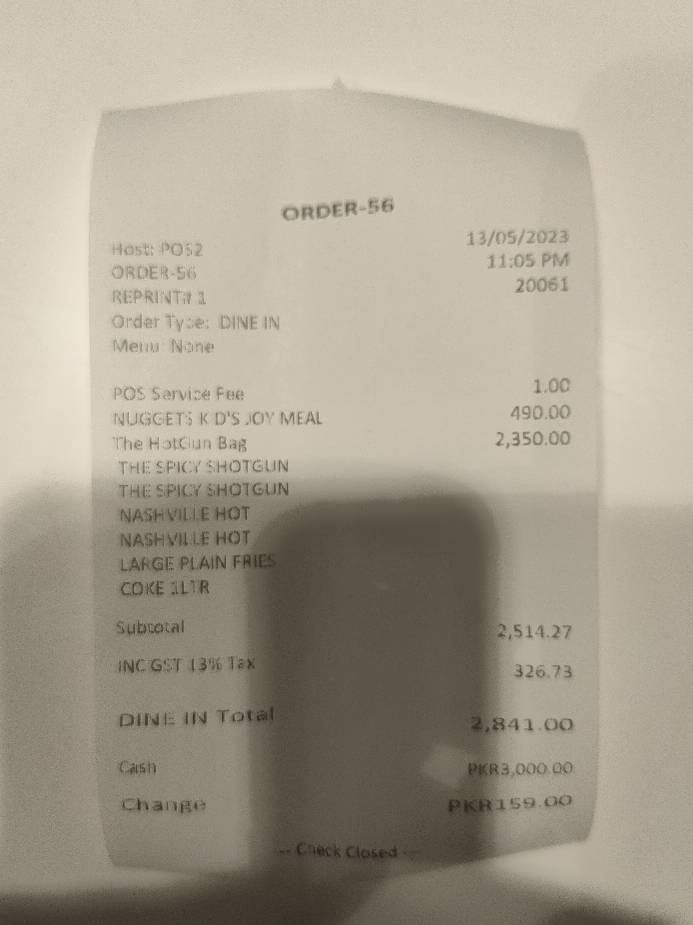 ORDER-56
Host: POS2 13/05/2023
ORDER-56 11:05 PM
REPRINT# 1 20061
Order Type: DINE IN
Menu: None
POS Service Fee 1.00
NUGGETS KID'S JOY MEAL 490.00
The HotGun Bag 2,350.00
THE SPICY SHOTGUN
THE SPICY SHOTGUN
NASHVILLE HOT
NASHVILLE HOT
LARGE PLAIN FRIES
COKE 1LTR
Subtotal 2,514.27
INC GST 13% Tax 326.73
DINE IN Total 2,841.00
Cash PKR3,000.00
Change PKR159.00
--- Check Closed ---